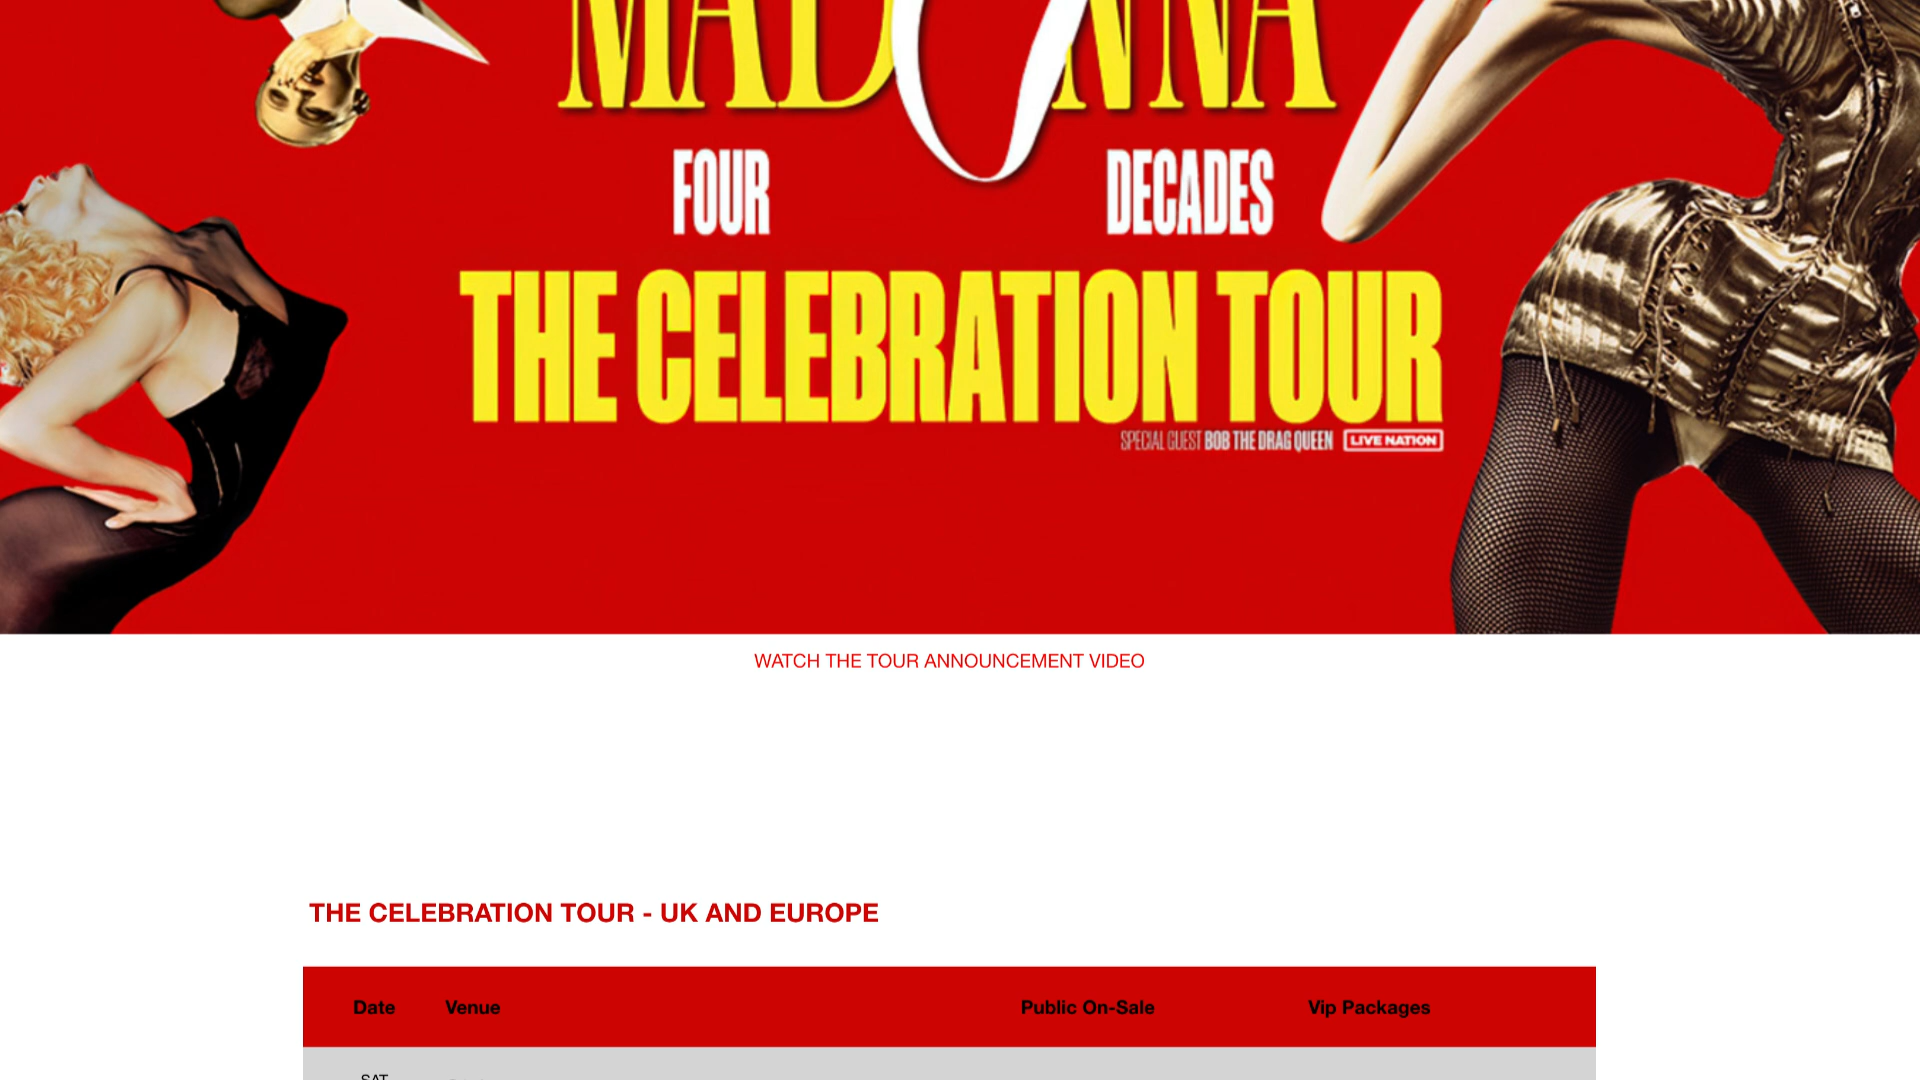 MADONNA
FOUR DECADES
THE CELEBRATION TOUR
SPECIAL GUEST BOB THE DRAG QUEEN LIVE NATION
WATCH THE TOUR ANNOUNCEMENT VIDEO
THE CELEBRATION TOUR - UK AND EUROPE
Date Venue Public On-Sale Vip Packages
SAT